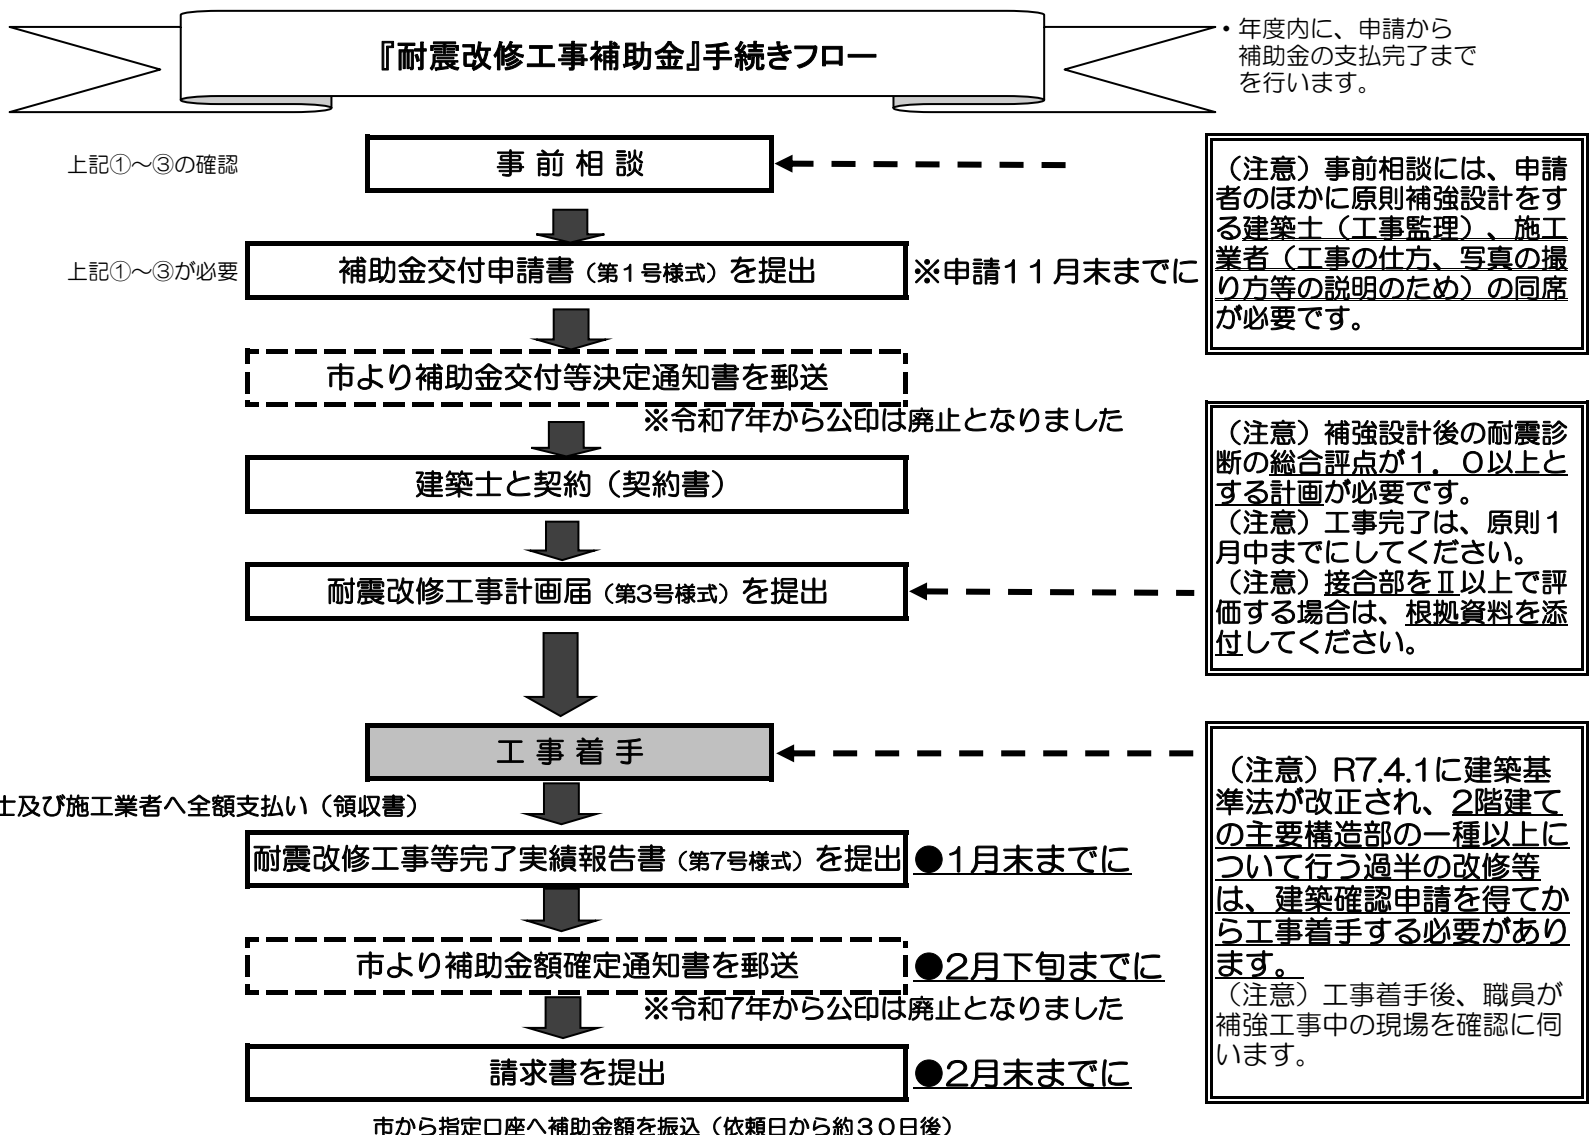 『耐震改修工事補助金』手続きフロー
・年度内に、申請から
補助金の支払完了まで
を行います。
上記①～③の確認
事 前 相 談
（注意）事前相談には、申請
者のほかに原則補強設計をす
る建築士（工事監理）、施工
業者（工事の仕方、写真の撮
り方等の説明のため）の同席
が必要です。
上記①～③が必要
補助金交付申請書（第１号様式）を提出
※申請１１月末までに
市より補助金交付等決定通知書を郵送
※令和7年から公印は廃止となりました
建築士と契約（契約書）
（注意）補強設計後の耐震診
断の総合評点が１．０以上と
する計画が必要です。
（注意）工事完了は、原則１
月中までにしてください。
（注意）接合部をⅡ以上で評
価する場合は、根拠資料を添
付してください。
耐震改修工事計画届（第3号様式）を提出
工 事 着 手
（注意）R7.4.1に建築基
準法が改正され、2階建て
の主要構造部の一種以上に
ついて行う過半の改修等
は、建築確認申請を得てか
ら工事着手する必要があり
ます。
（注意）工事着手後、職員が
補強工事中の現場を確認に伺
います。
士及び施工業者へ全額支払い（領収書）
耐震改修工事等完了実績報告書（第7号様式）を提出
●１月末までに
市より補助金額確定通知書を郵送
●2月下旬までに
※令和7年から公印は廃止となりました
請求書を提出
●2月末までに
市から指定口座へ補助金額を振込（依頼日から約３０日後）